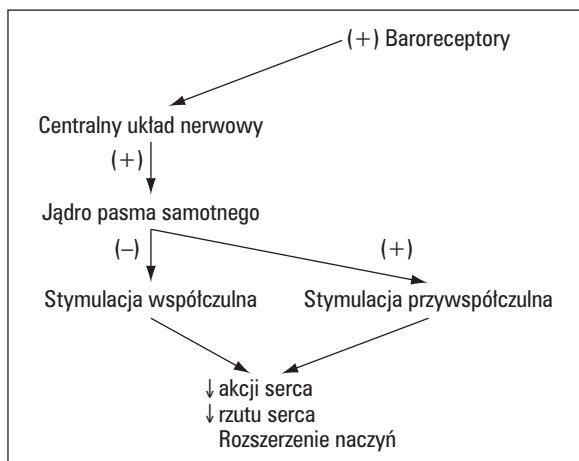 (+) Baroreceptory
Centralny układ nerwowy
(+)
Jądro pasma samotnego
(–)
(+)
Stymulacja współczulna
Stymulacja przywspółczulna
↓ akcji serca
↓ rzutu serca
Rozszerzenie naczyń